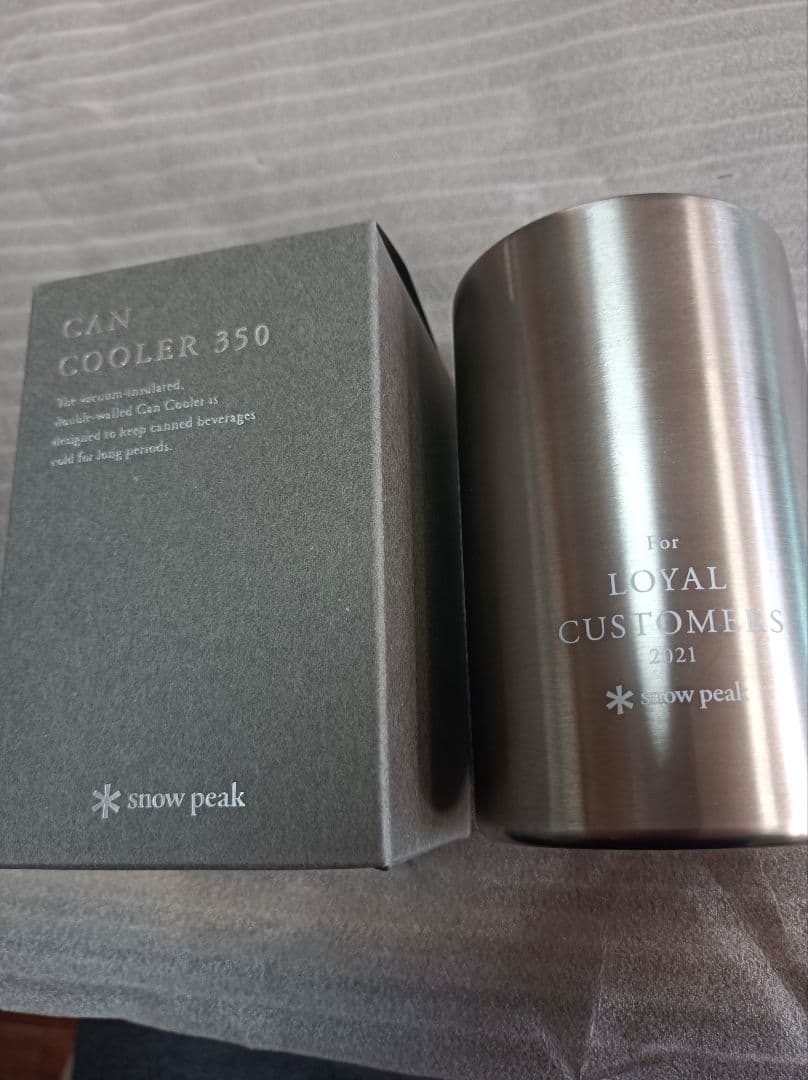 CAN
COOLER 350
The vacuum-insulated,
double-walled Can Cooler is
designed to keep canned beverages
cold for long periods.
snow peak
For
LOYAL
CUSTOMERS
2021
snow peak